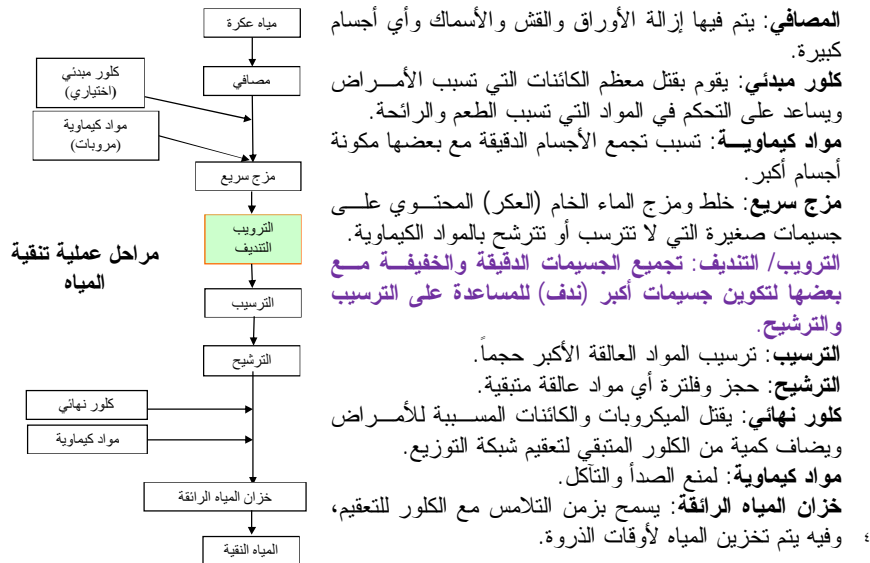 المصافي: يتم فيها إزالة الأوراق والقش والأسماك وأي أجسام
كبيرة.
كلور مبدئي: يقوم بقتل معظم الكائنات التي تسبب الأمراض
ويساعد على التحكم في المواد التي تسبب الطعم والرائحة.
مواد كيماوية: تسبب تجمع الأجسام الدقيقة مع بعضها مكونة
أجسام أكبر.
مزج سريع: خلط ومزج الماء الخام (العكر) المحتوي على
جسيمات صغيرة التي لا تترسب أو تترشح بالمواد الكيماوية.
الترويب/ التنديف: تجميع الجسيمات الدقيقة والخفيفة مع
بعضها لتكوين جسيمات أكبر (ندف) للمساعدة على الترسيب
والترشيح.
الترسيب: ترسيب المواد العالقة الأكبر حجماً.
الترشيح: حجز وفلترة أي مواد عالقة متبقية.
كلور نهائي: يقتل الميكروبات والكائنات المسببة للأمراض
ويضاف كمية من الكلور المتبقي لتعقيم شبكة التوزيع.
مواد كيماوية: لمنع الصدأ والتآكل.
خزان المياه الرائقة: يسمح بزمن التلامس مع الكلور للتعقيم،
وفيه يتم تخزين المياه لأوقات الذروة.
٤
مياه عكرة
مصافي
كلور مبدئي
(اختياري)
مواد كيماوية
(مروبات)
مزج سريع
الترويب
التنديف
مراحل عملية تنقية
المياه
الترسيب
الترشيح
كلور نهائي
مواد كيماوية
خزان المياه الرائقة
المياه النقية